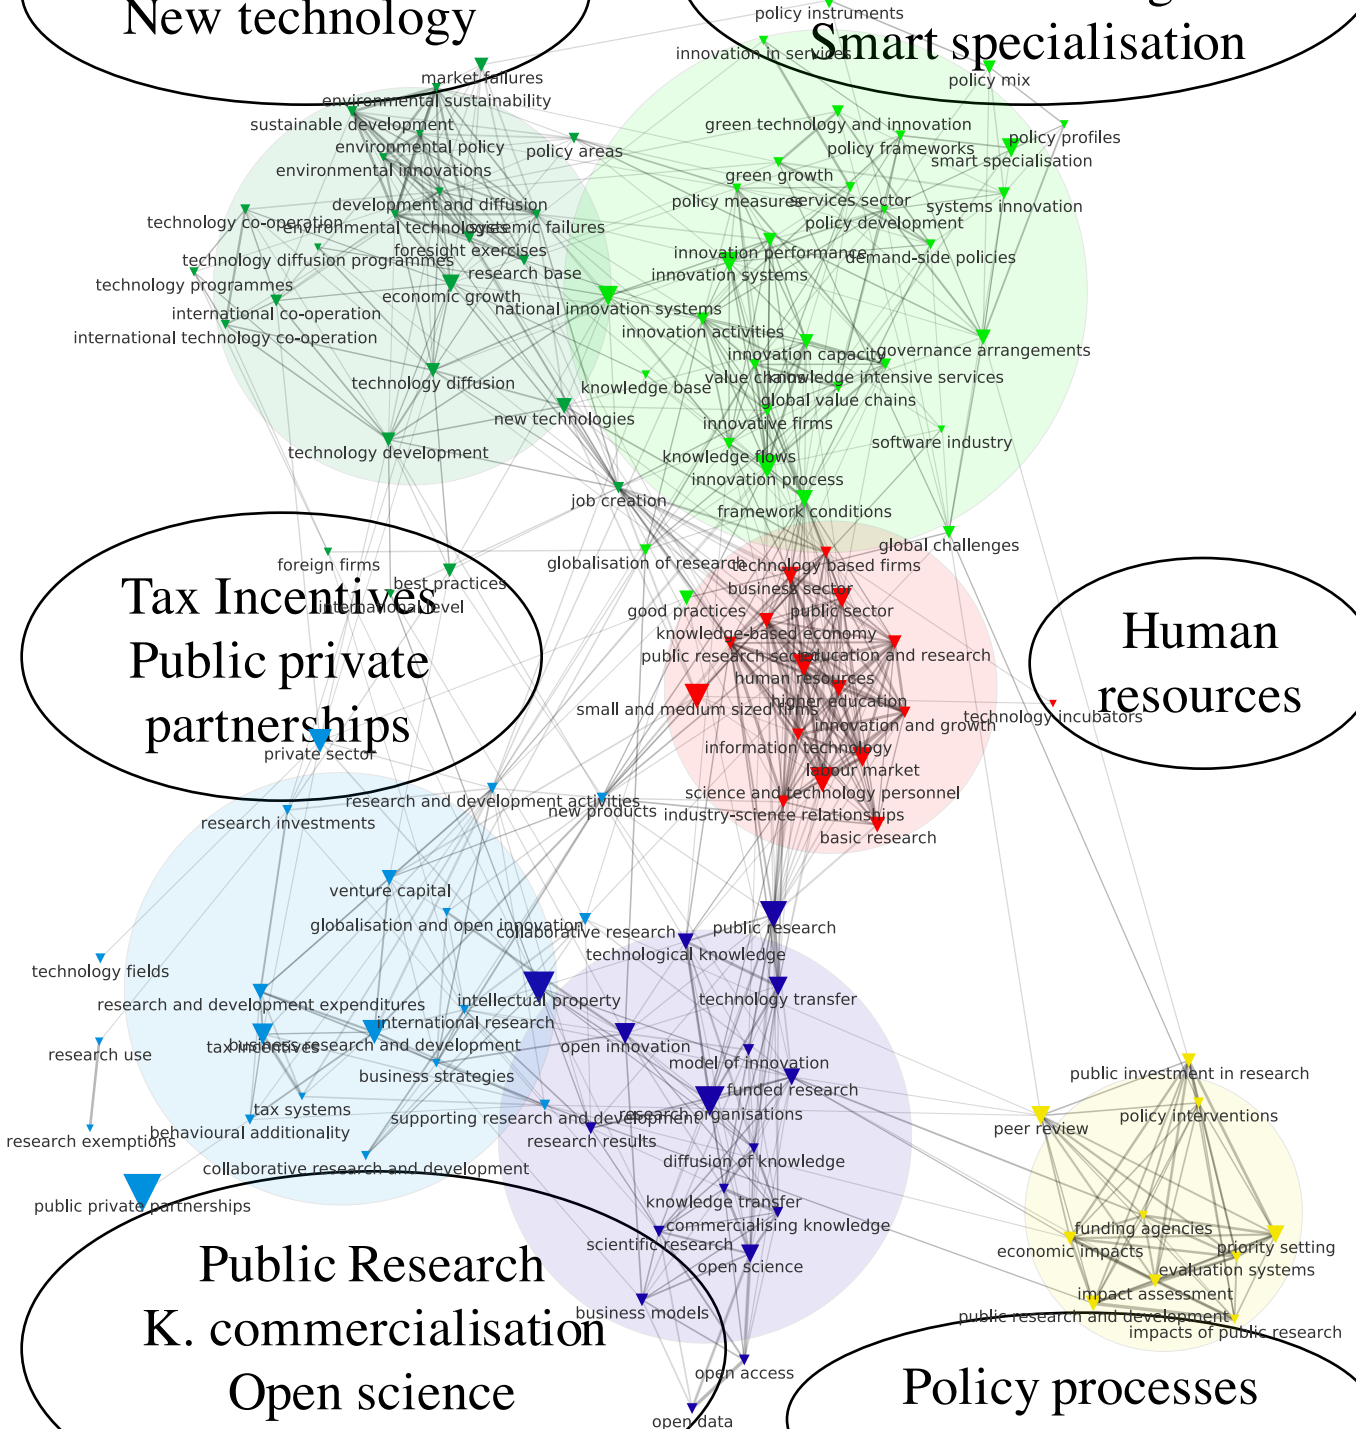 New technology
Smart specialisation
policy instruments
innovation in services
market failures
policy mix
environmental sustainability
sustainable development
green technology and innovation
policy profiles
environmental policy
policy areas
policy frameworks
smart specialisation
environmental innovations
green growth
development and diffusion
policy measures
services sector
systems innovation
technology co-operation
environmental technologies
systemic failures
policy development
foresight exercises
innovation performance
demand-side policies
technology diffusion programmes
research base
innovation systems
technology programmes
economic growth
national innovation systems
international co-operation
innovation activities
international technology co-operation
innovation capacity
governance arrangements
technology diffusion
knowledge base
value chains
knowledge intensive services
global value chains
new technologies
innovative firms
software industry
technology development
knowledge flows
innovation process
job creation
framework conditions
global challenges
foreign firms
globalisation of research
technology based firms
best practices
business sector
international level
good practices
public sector
Tax Incentives
Public private
partnerships
Human
resources
knowledge-based economy
public research sector
education and research
human resources
higher education
small and medium sized firms
technology incubators
innovation and growth
information technology
private sector
labour market
science and technology personnel
research and development activities
new products
industry-science relationships
research investments
basic research
venture capital
globalisation and open innovation
collaborative research
public research
technological knowledge
technology fields
research and development expenditures
intellectual property
technology transfer
international research
tax incentives
business research and development
open innovation
research use
model of innovation
business strategies
public investment in research
funded research
tax systems
supporting research and development
research organisations
policy interventions
peer review
behavioural additionality
research exemptions
research results
collaborative research and development
diffusion of knowledge
public private partnerships
knowledge transfer
commercialising knowledge
funding agencies
scientific research
economic impacts
priority setting
open science
evaluation systems
Public Research
K. commercialisation
Open science
impact assessment
business models
public research and development
impacts of public research
open access
Policy processes
open data